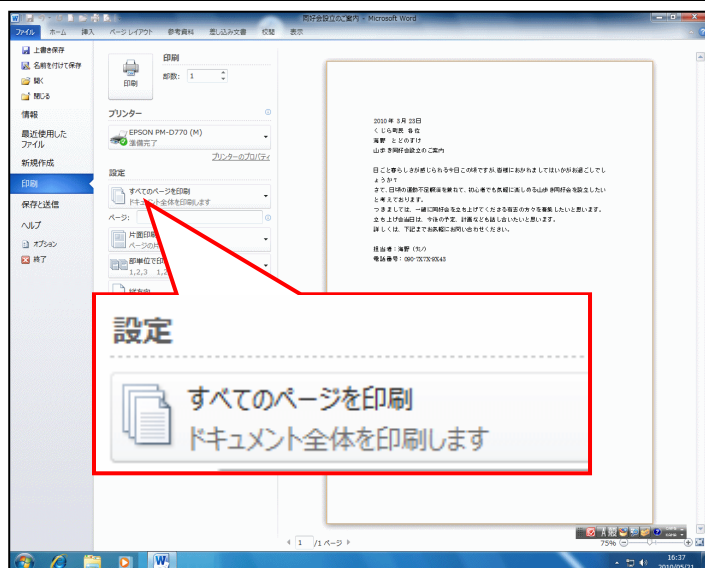 同好会設立のご案内 - Microsoft Word
ファイル ホーム 挿入 ページ レイアウト 参考資料 差し込み文書 校閲 表示
上書き保存
名前を付けて保存
開く
閉じる
情報
最近使用した
ファイル
新規作成
印刷
保存と送信
ヘルプ
オプション
終了
印刷
印刷
部数: 1
プリンター
EPSON PM-D770 (M)
準備完了
プリンターのプロパティ
設定
すべてのページを印刷
ドキュメント全体を印刷します
ページ:
片面印刷
ページの片
部単位で印
1,2,3
設定
すべてのページを印刷
ドキュメント全体を印刷します
2010年 3月 23日
くじら町民 各位
海野 とどのすけ
山歩き同好会設立のご案内
日ごと春らしさが感じられる今日この頃ですが、皆様におかれましてはいかがお過ごしでし
ょうか?
さて、日頃の運動不足解消を兼ねて、初心者でも気軽に楽しめる山歩き同好会を設立したい
と考えております。
つきましては、一緒に同好会を立ち上げてくださる有志の方々を募集したいと思います。
立ち上げ会当日は、今後の予定、計画なども話し合いたいと思います。
詳しくは、下記までお気軽にお問い合わせください。
担当者:海野
電話番号:090-7X7X-9X43
1 /1 ページ
75%
16:37
2010/05/21